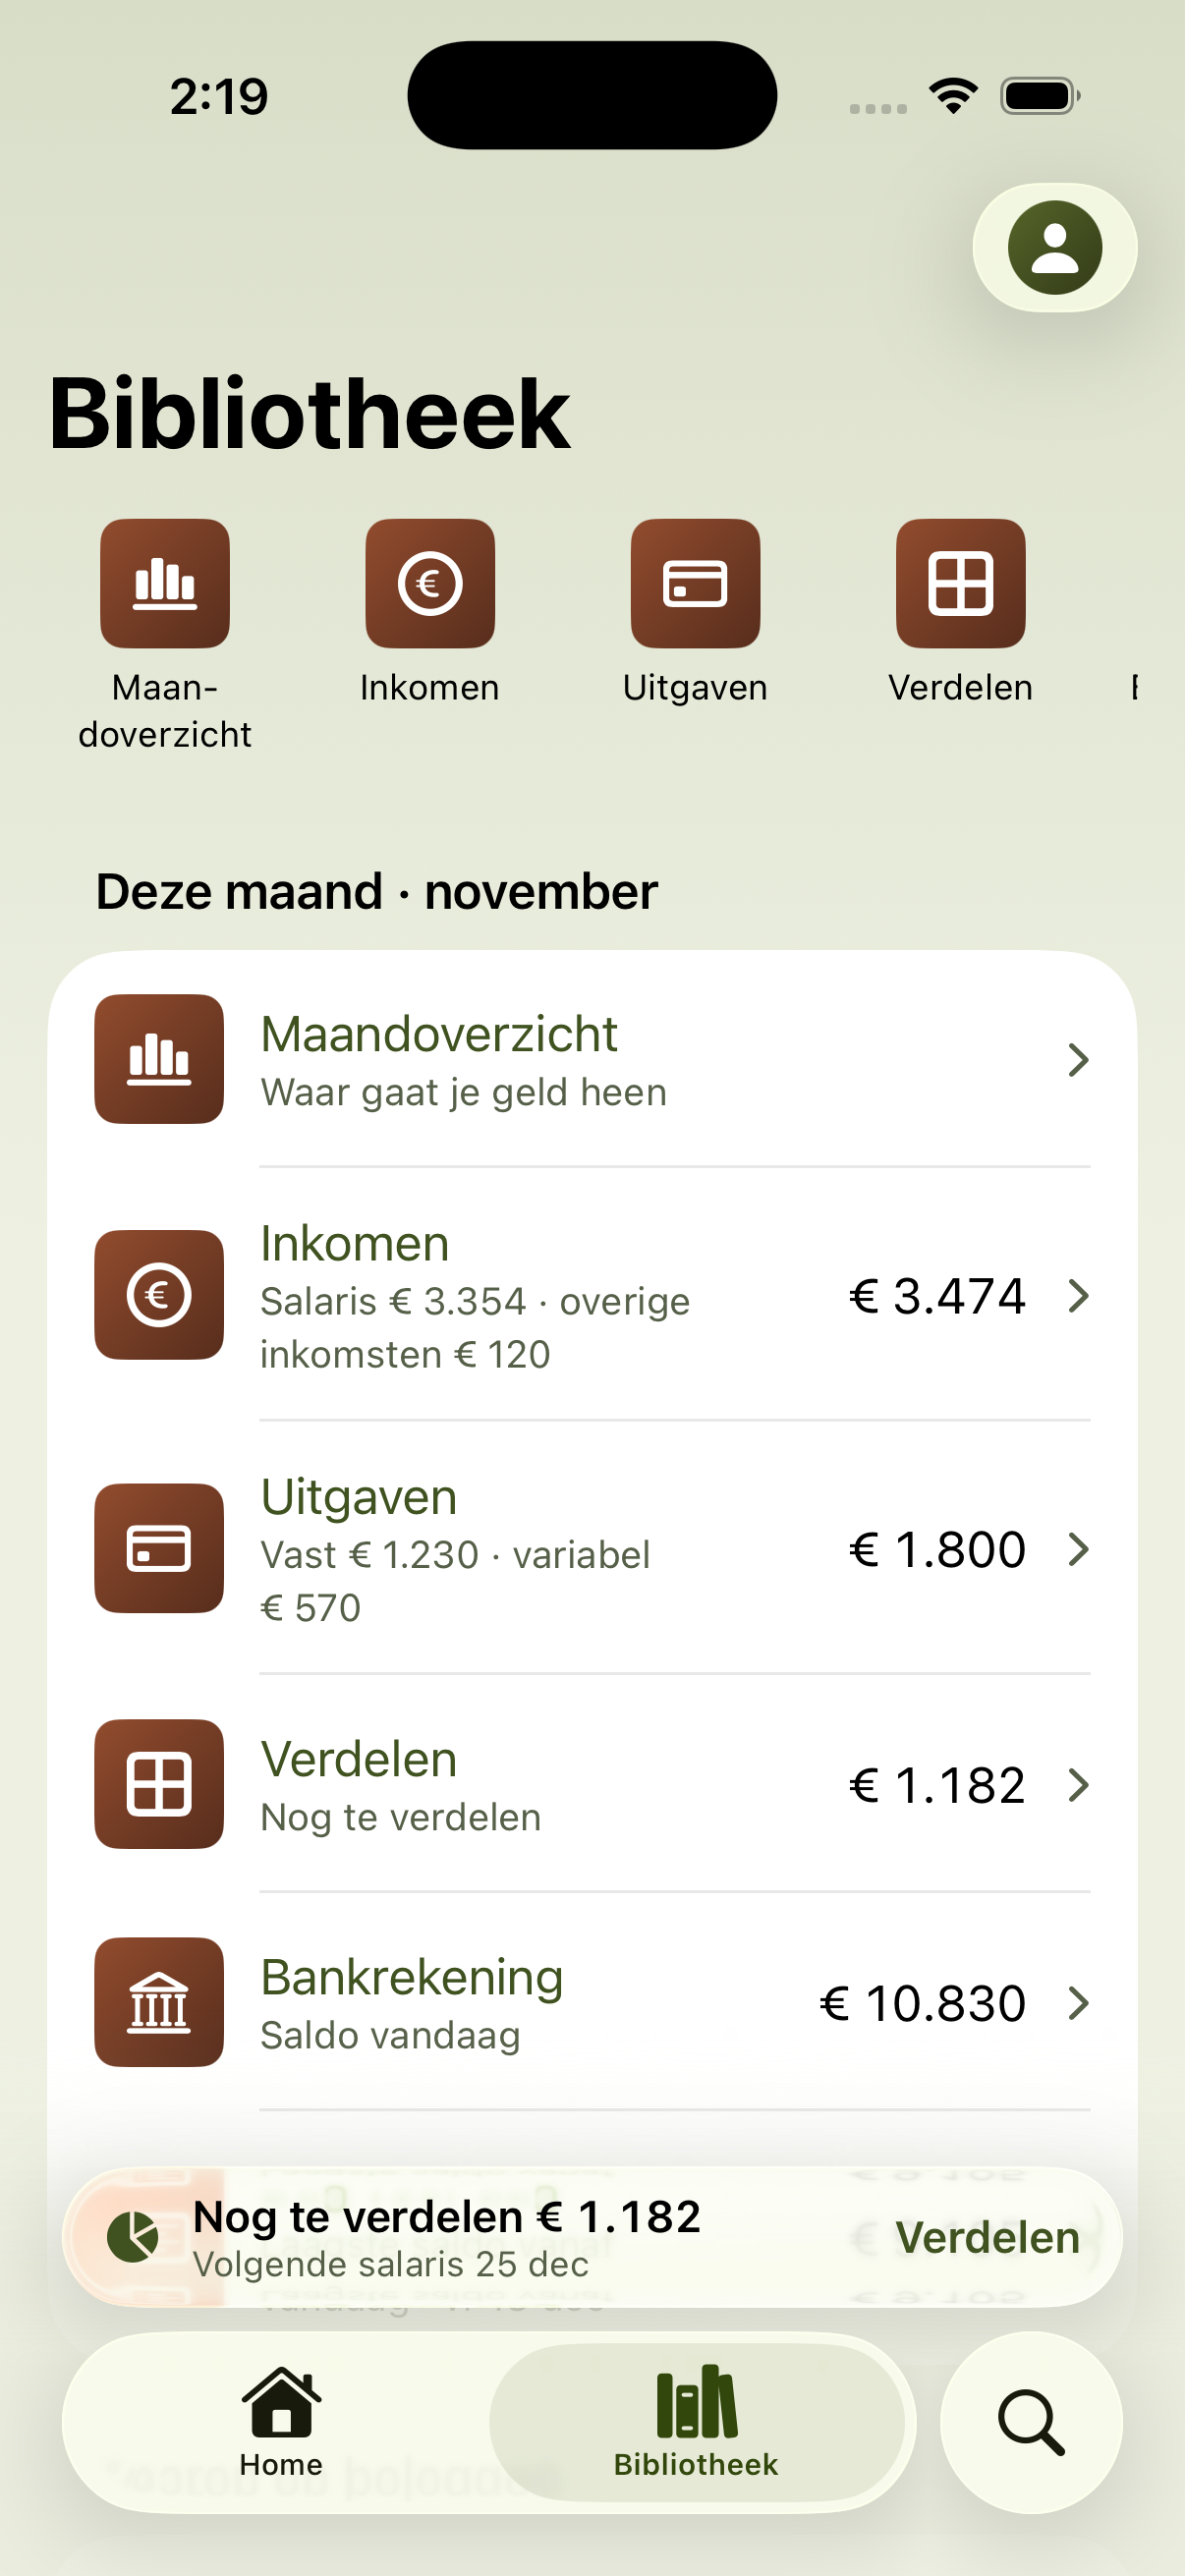 2:19
Bibliotheek
Maan-
doverzicht
Inkomen
Uitgaven
Verdelen
Deze maand · november
Maandoverzicht
Waar gaat je geld heen
Inkomen
Salaris € 3.354 · overige
inkomsten € 120
€ 3.474
Uitgaven
Vast € 1.230 · variabel
€ 570
€ 1.800
Verdelen
Nog te verdelen
€ 1.182
Bankrekening
Saldo vandaag
€ 10.830
Nog te verdelen € 1.182
Volgende salaris 25 dec
Verdelen
Home
Bibliotheek